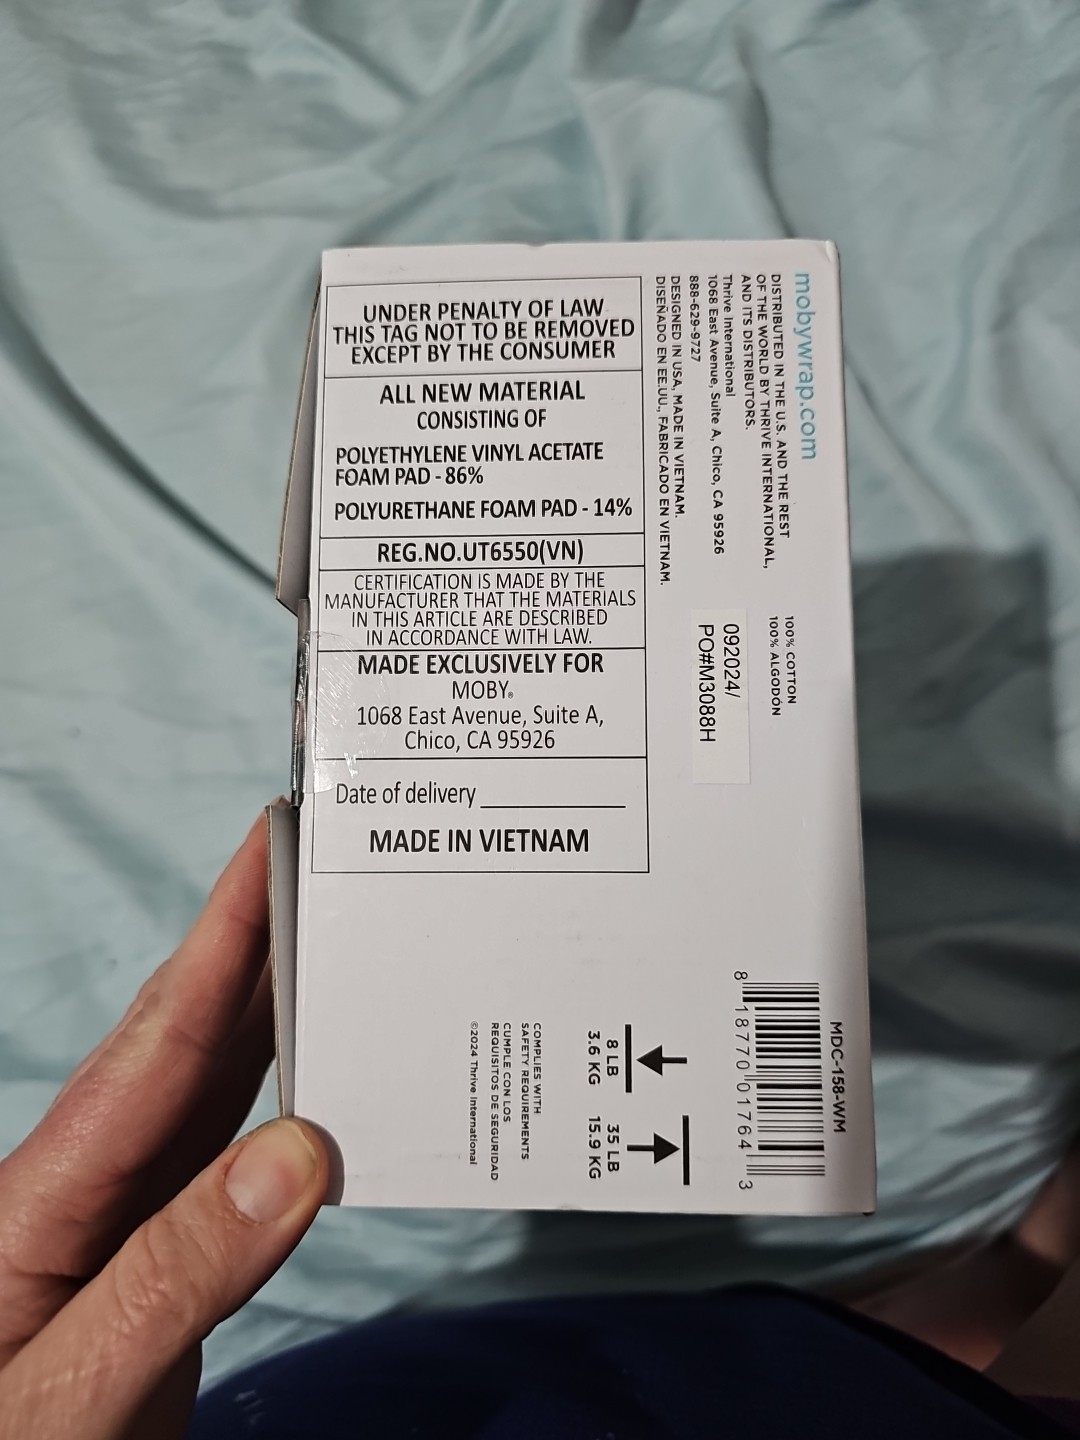 UNDER PENALTY OF LAW
THIS TAG NOT TO BE REMOVED
EXCEPT BY THE CONSUMER
ALL NEW MATERIAL
CONSISTING OF
POLYETHYLENE VINYL ACETATE
FOAM PAD - 86%
POLYURETHANE FOAM PAD - 14%
REG.NO.UT6550(VN)
CERTIFICATION IS MADE BY THE
MANUFACTURER THAT THE MATERIALS
IN THIS ARTICLE ARE DESCRIBED
IN ACCORDANCE WITH LAW.
MADE EXCLUSIVELY FOR
MOBY®
1068 East Avenue, Suite A,
Chico, CA 95926
Date of delivery ____________
MADE IN VIETNAM
mobywrap.com
DISTRIBUTED IN THE U.S. AND THE REST
OF THE WORLD BY THRIVE INTERNATIONAL,
AND ITS DISTRIBUTORS.
Thrive International
1068 East Avenue, Suite A, Chico, CA 95926
888-629-9727
DESIGNED IN USA, MADE IN VIETNAM.
DISEÑADO EN EE.UU., FABRICADO EN VIETNAM.
100% COTTON
100% ALGODÓN
092024/
PO#M3088H
MDC-158-WM
8 18770 01764 3
8 LB
3.6 KG
35 LB
15.9 KG
COMPLIES WITH
SAFETY REQUIREMENTS
CUMPLE CON LOS
REQUISITOS DE SEGURIDAD
©2024 Thrive International